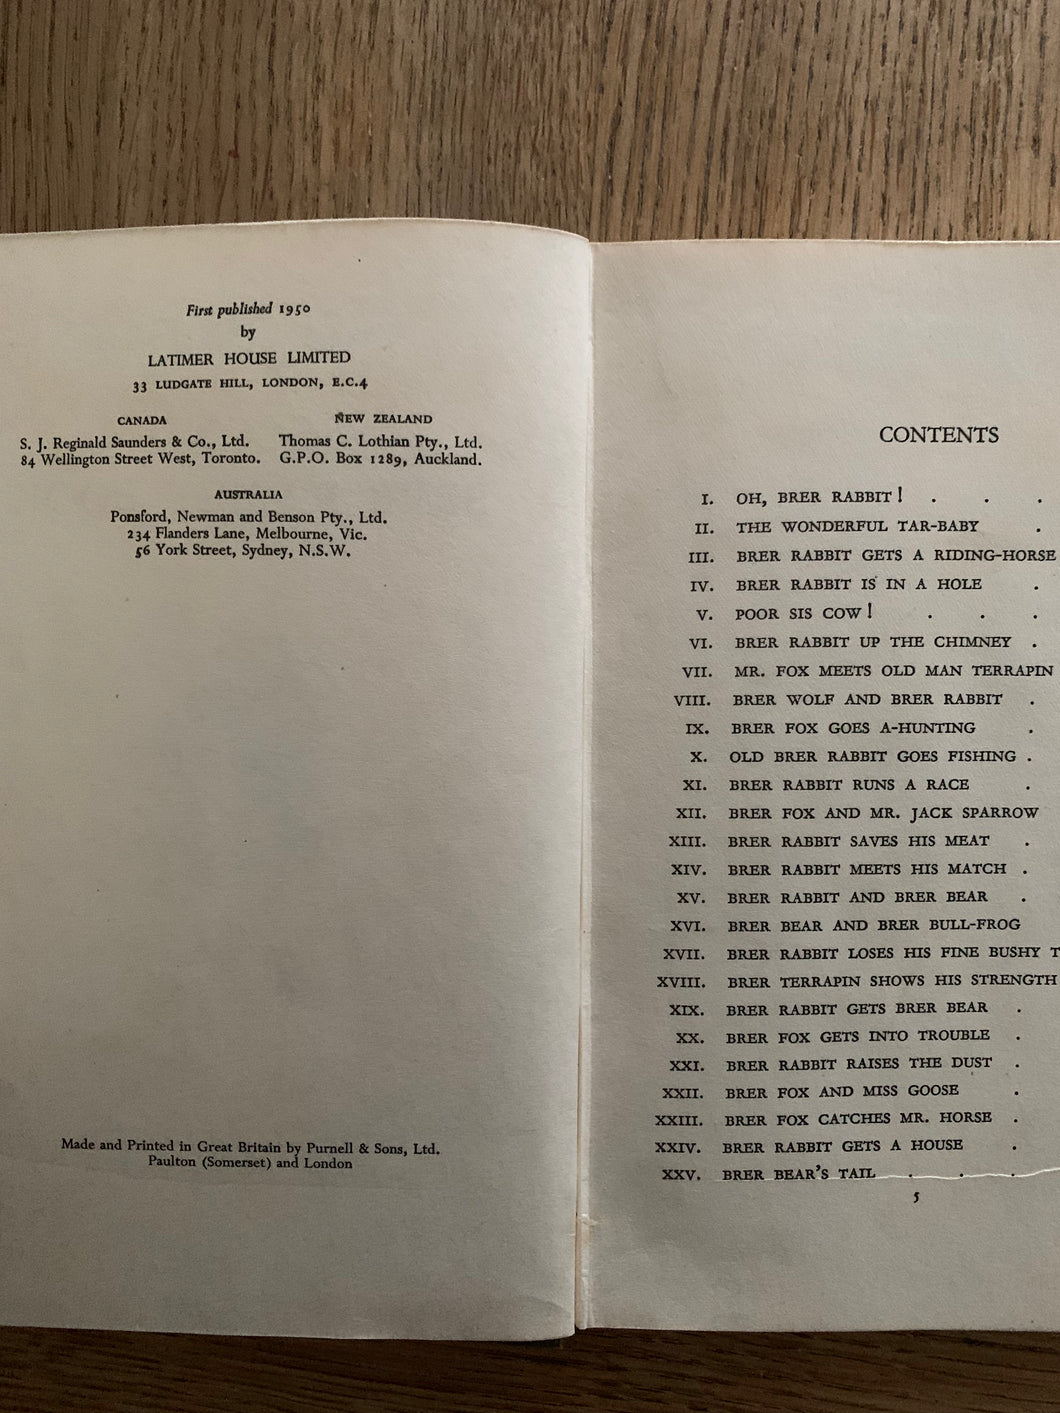 First published 1950
by
LATIMER HOUSE LIMITED
33 LUDGATE HILL, LONDON, E.C.4
CANADA
S. J. Reginald Saunders & Co., Ltd.
84 Wellington Street West, Toronto.
NEW ZEALAND
Thomas C. Lothian Pty., Ltd.
G.P.O. Box 1289, Auckland.
AUSTRALIA
Ponsford, Newman and Benson Pty., Ltd.
234 Flanders Lane, Melbourne, Vic.
56 York Street, Sydney, N.S.W.
Made and Printed in Great Britain by Purnell & Sons, Ltd.
Paulton (Somerset) and London
CONTENTS
I. OH, BRER RABBIT! . . .
II. THE WONDERFUL TAR-BABY .
III. BRER RABBIT GETS A RIDING-HORSE
IV. BRER RABBIT IS IN A HOLE .
V. POOR SIS COW! . . .
VI. BRER RABBIT UP THE CHIMNEY .
VII. MR. FOX MEETS OLD MAN TERRAPIN
VIII. BRER WOLF AND BRER RABBIT .
IX. BRER FOX GOES A-HUNTING .
X. OLD BRER RABBIT GOES FISHING .
XI. BRER RABBIT RUNS A RACE .
XII. BRER FOX AND MR. JACK SPARROW
XIII. BRER RABBIT SAVES HIS MEAT .
XIV. BRER RABBIT MEETS HIS MATCH .
XV. BRER RABBIT AND BRER BEAR .
XVI. BRER BEAR AND BRER BULL-FROG
XVII. BRER RABBIT LOSES HIS FINE BUSHY T
XVIII. BRER TERRAPIN SHOWS HIS STRENGTH
XIX. BRER RABBIT GETS BRER BEAR .
XX. BRER FOX GETS INTO TROUBLE .
XXI. BRER RABBIT RAISES THE DUST .
XXII. BRER FOX AND MISS GOOSE .
XXIII. BRER FOX CATCHES MR. HORSE .
XXIV. BRER RABBIT GETS A HOUSE .
XXV. BRER BEAR'S TAIL . . .
5